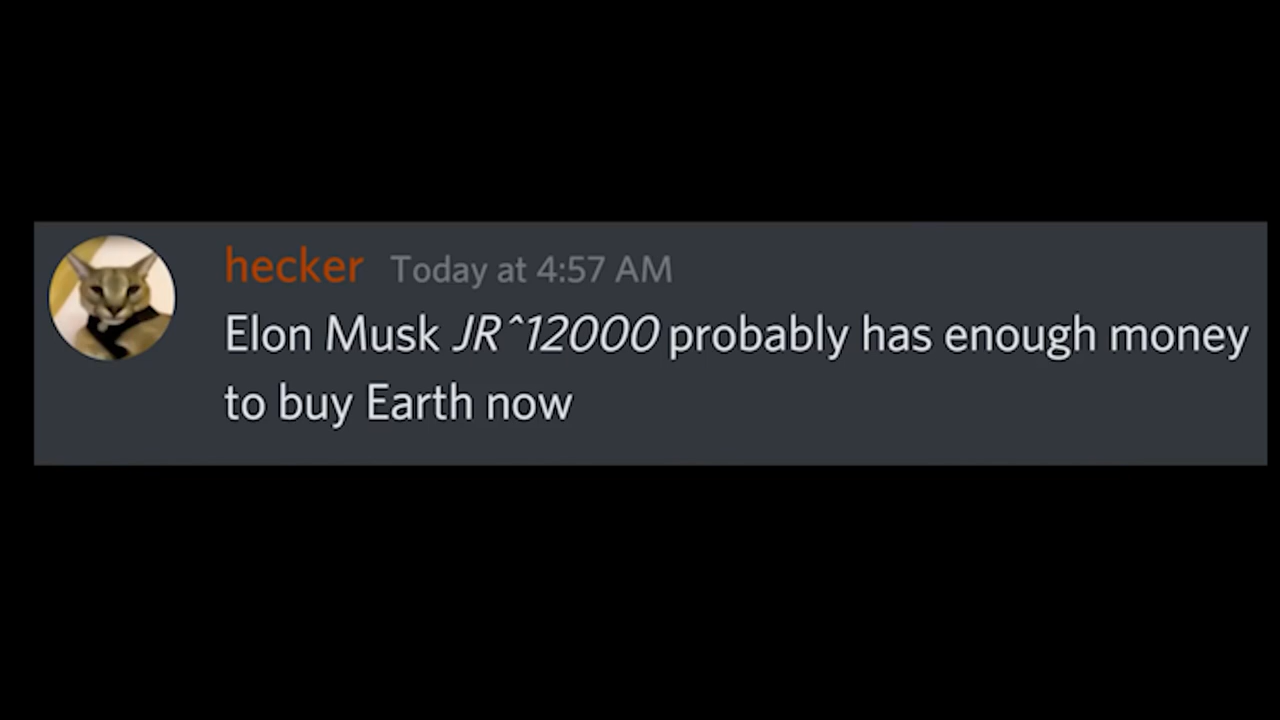 hecker Today at 4:57 AM
Elon Musk JR^12000 probably has enough money
to buy Earth now